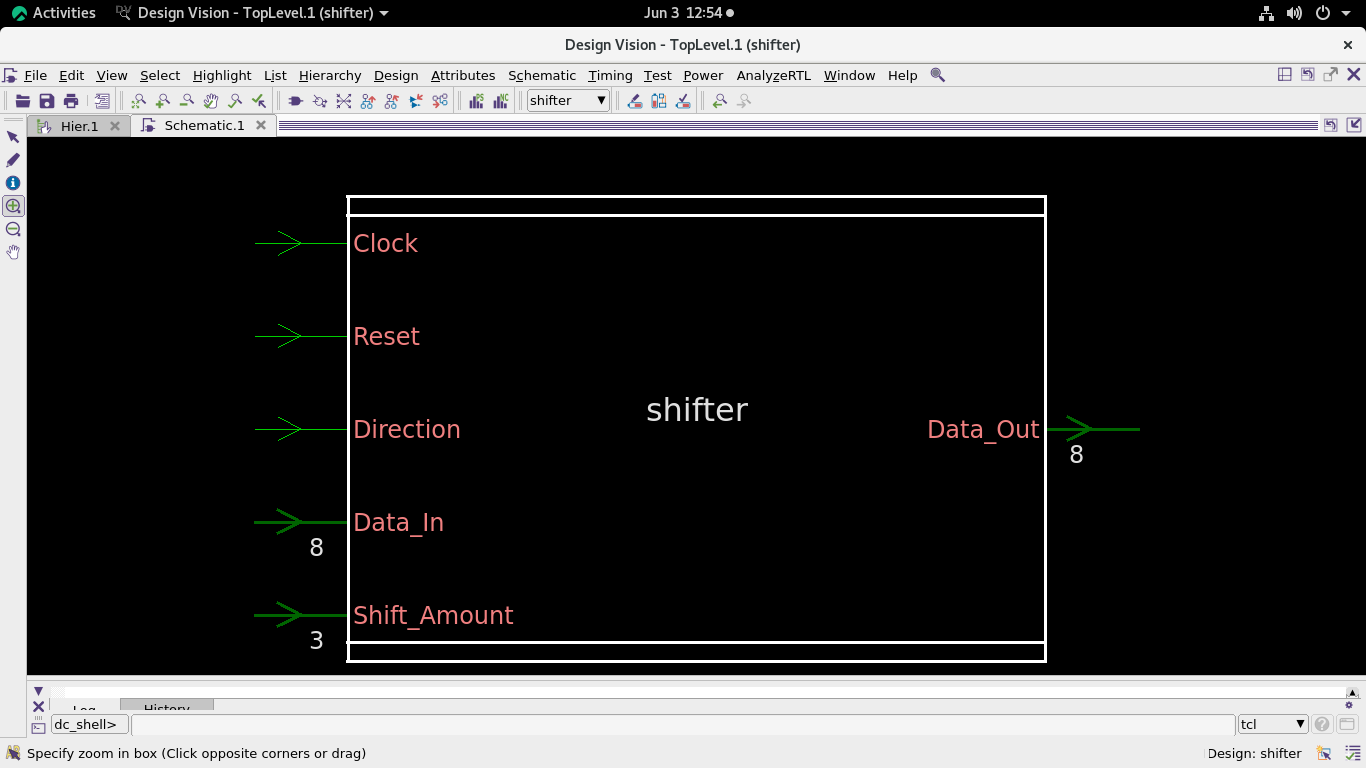 Activities Design Vision - TopLevel.1 (shifter) Jun 3 12:54
Design Vision - TopLevel.1 (shifter)
File Edit View Select Highlight List Hierarchy Design Attributes Schematic Timing Test Power AnalyzeRTL Window Help
shifter
Hier.1 Schematic.1
Clock
Reset
shifter
Direction Data_Out
8
Data_In
8
Shift_Amount
3
Log History
dc_shell> tcl
Specify zoom in box (Click opposite corners or drag) Design: shifter